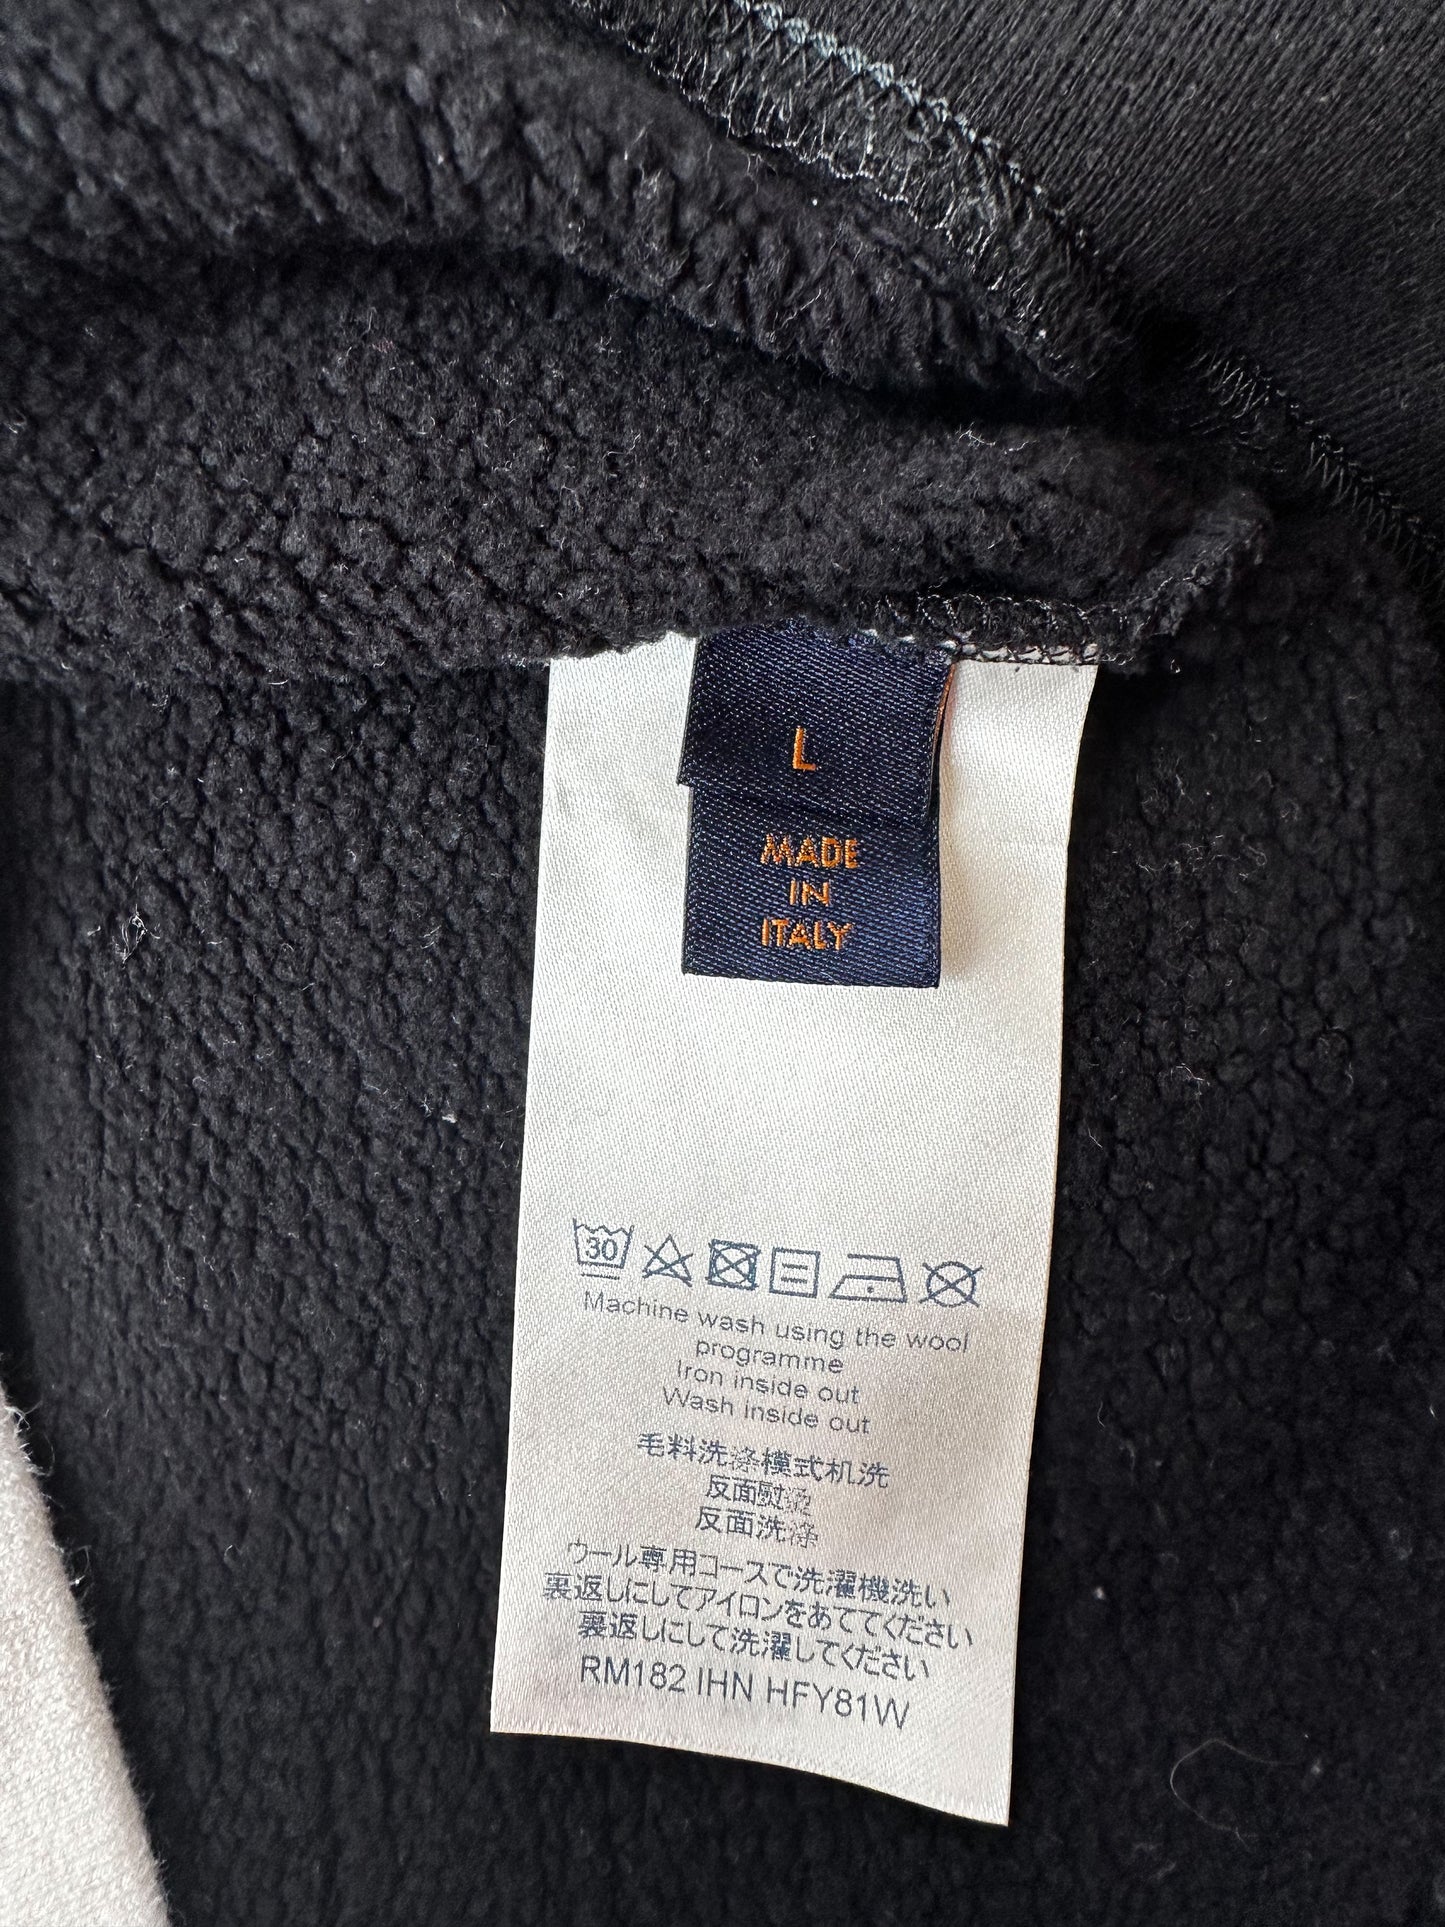 L
MADE
IN
ITALY
30
Machine wash using the wool
programme
Iron inside out
Wash inside out
毛料洗涤模式机洗
反面熨烫
反面洗涤
ウール専用コースで洗濯機洗い
裏返しにしてアイロンをあててください
裏返しにして洗濯してください
RM182 IHN HFY81W